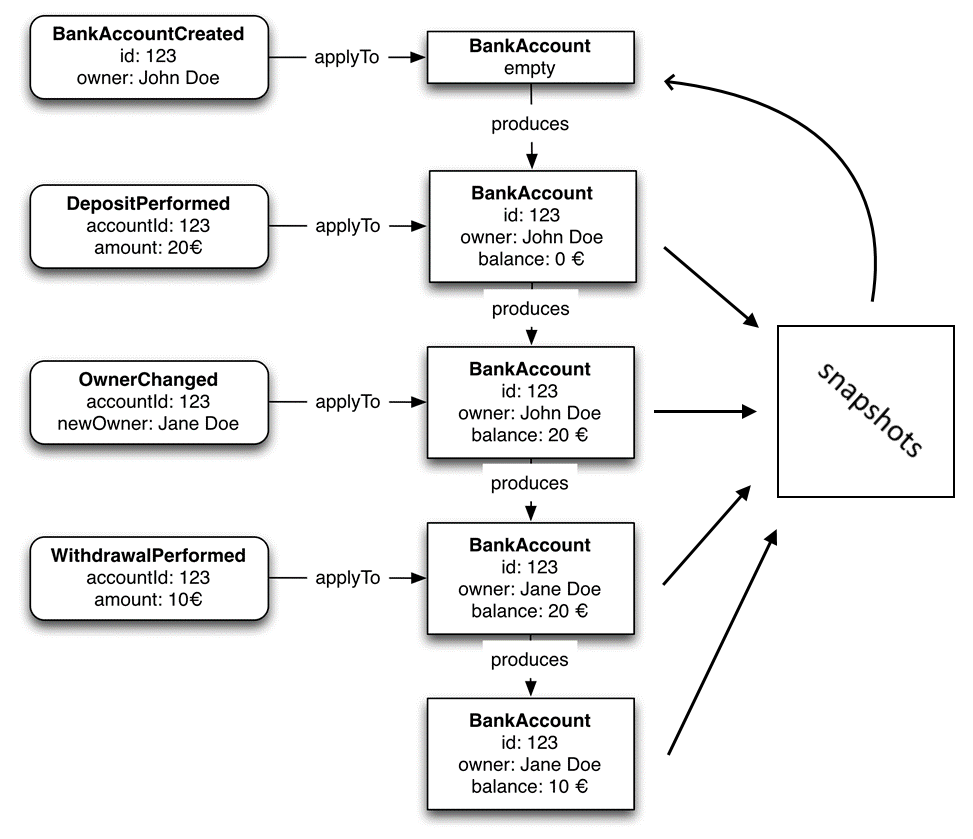 BankAccountCreated
id: 123
owner: John Doe
applyTo
BankAccount
empty
produces
DepositPerformed
accountId: 123
amount: 20€
applyTo
BankAccount
id: 123
owner: John Doe
balance: 0 €
produces
OwnerChanged
accountId: 123
newOwner: Jane Doe
applyTo
BankAccount
id: 123
owner: John Doe
balance: 20 €
snapshots
produces
WithdrawalPerformed
accountId: 123
amount: 10€
applyTo
BankAccount
id: 123
owner: Jane Doe
balance: 20 €
produces
BankAccount
id: 123
owner: Jane Doe
balance: 10 €